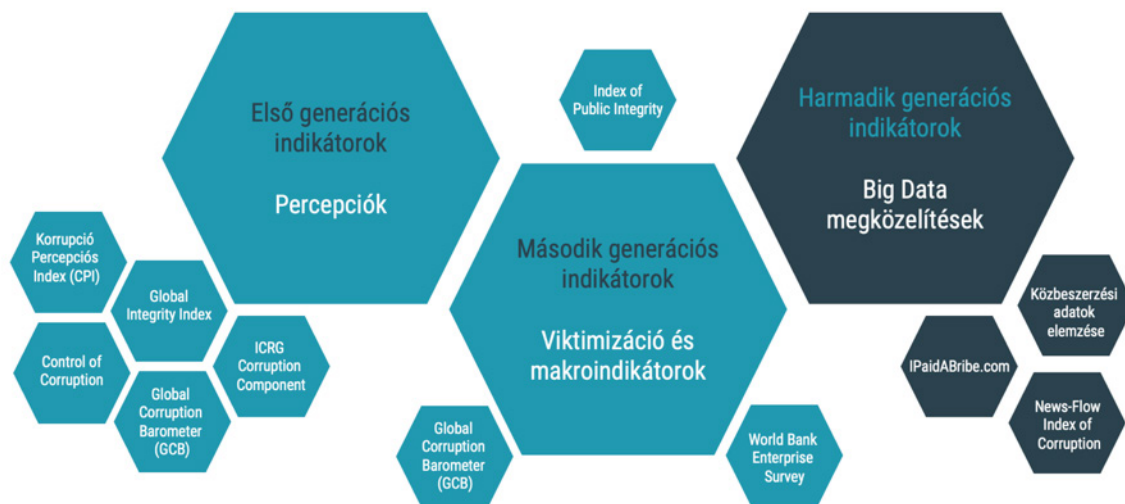 Első generációs
indikátorok
Percepciók
Korrupció
Percepciós
Index (CPI)
Global
Integrity Index
Control of
Corruption
ICRG
Corruption
Component
Global
Corruption
Barometer
(GCB)
Index of
Public Integrity
Második generációs
indikátorok
Viktimizáció és
makroindikátorok
Global
Corruption
Barometer
(GCB)
World Bank
Enterprise
Survey
Harmadik generációs
indikátorok
Big Data
megközelítések
Közbeszerzési
adatok
elemzése
IPaidABribe.com
News-Flow
Index of
Corruption